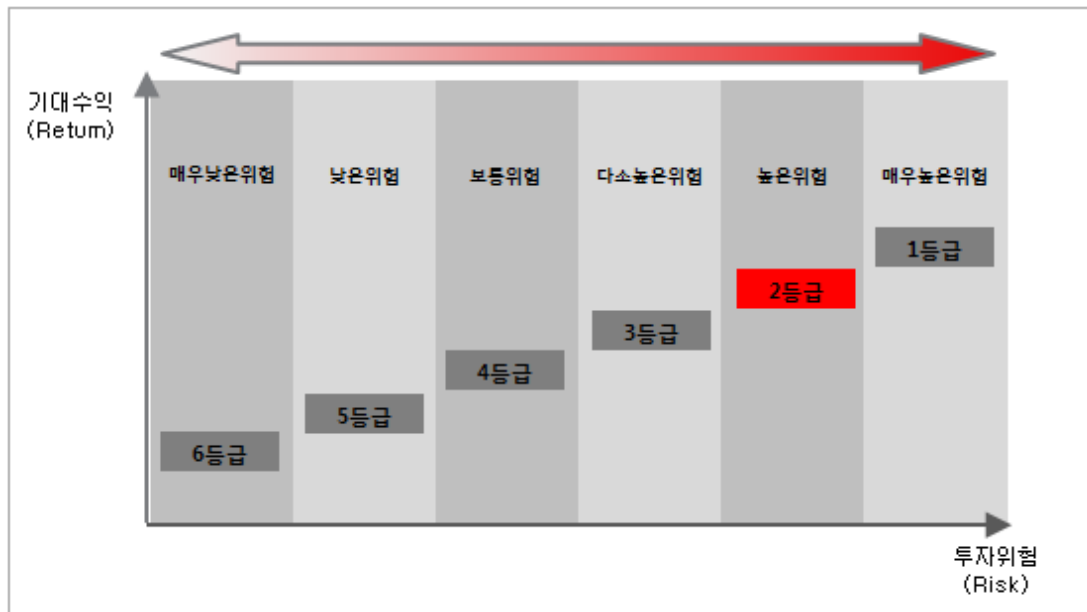 기대수익
(Return)
매우낮은위험
낮은위험
보통위험
다소높은위험
높은위험
매우높은위험
1등급
2등급
3등급
4등급
5등급
6등급
투자위험
(Risk)